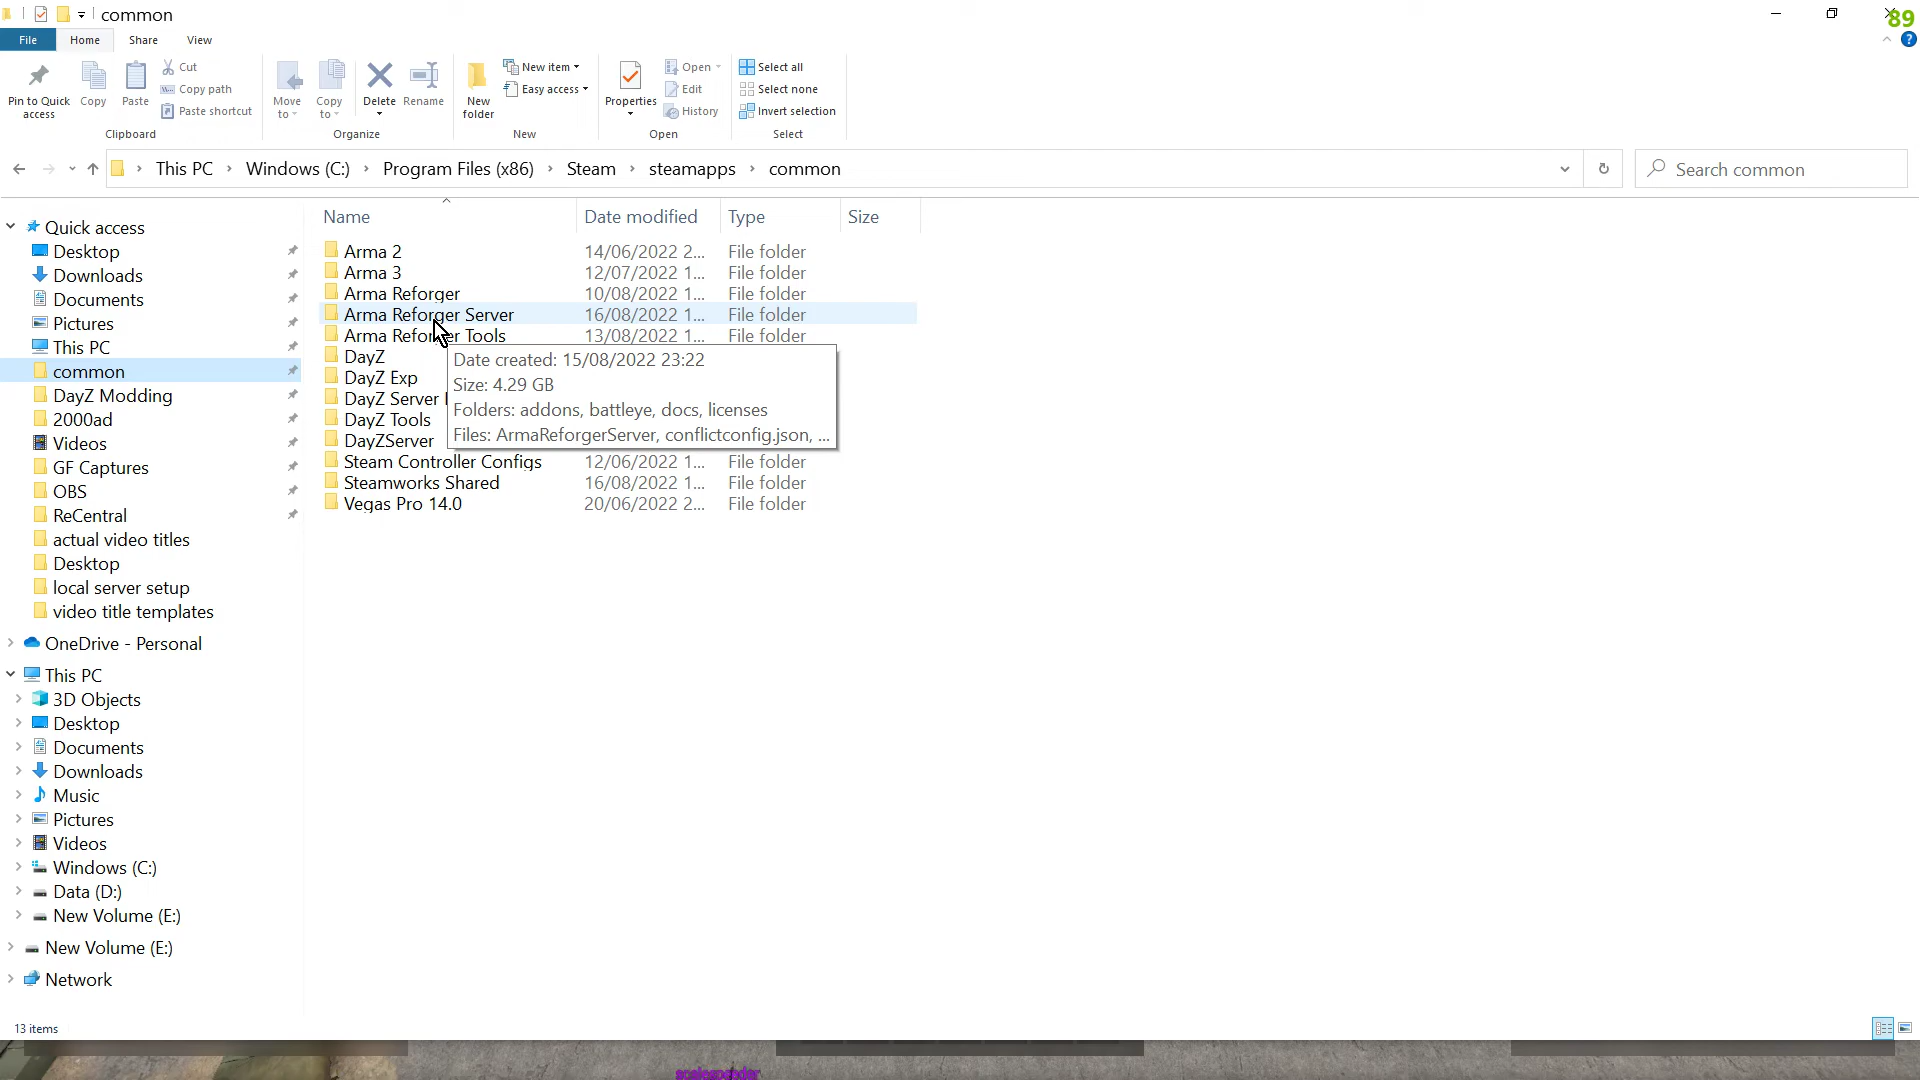 common
89
File Home Share View
Pin to Quick access
Copy
Paste
Cut
Copy path
Paste shortcut
Clipboard
Move to
Copy to
Delete
Rename
Organize
New folder
New item
Easy access
New
Properties
Open
Edit
History
Open
Select all
Select none
Invert selection
Select
This PC > Windows (C:) > Program Files (x86) > Steam > steamapps > common
Search common
Quick access
Desktop
Downloads
Documents
Pictures
This PC
common
DayZ Modding
2000ad
Videos
GF Captures
OBS
ReCentral
actual video titles
Desktop
local server setup
video title templates
OneDrive - Personal
This PC
3D Objects
Desktop
Documents
Downloads
Music
Pictures
Videos
Windows (C:)
Data (D:)
New Volume (E:)
New Volume (E:)
Network
Name Date modified Type Size
Arma 2 14/06/2022 2... File folder
Arma 3 12/07/2022 1... File folder
Arma Reforger 10/08/2022 1... File folder
Arma Reforger Server 16/08/2022 1... File folder
Arma Reforger Tools 13/08/2022 1... File folder
DayZ
DayZ Exp
DayZ Server
DayZ Tools
DayZServer
Steam Controller Configs 12/06/2022 1... File folder
Steamworks Shared 16/08/2022 1... File folder
Vegas Pro 14.0 20/06/2022 2... File folder
Date created: 15/08/2022 23:22
Size: 4.29 GB
Folders: addons, battleye, docs, licenses
Files: ArmaReforgerServer, conflictconfig.json, ...
13 items